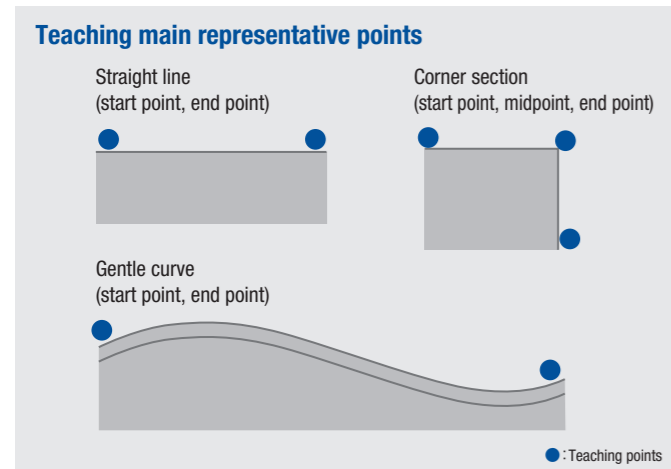 Teaching main representative points
Straight line
(start point, end point)
Corner section
(start point, midpoint, end point)
Gentle curve
(start point, end point)
: Teaching points